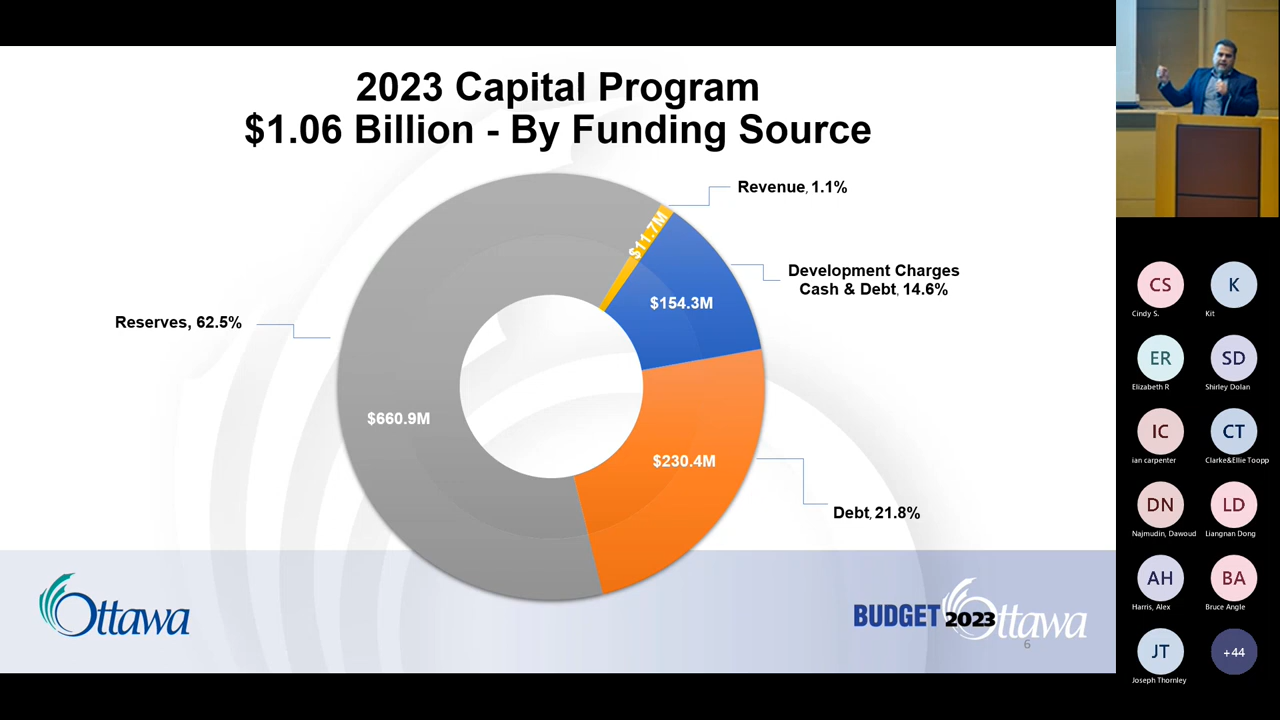 2023 Capital Program
$1.06 Billion - By Funding Source
Revenue, 1.1%
$11.7M
Development Charges
Cash & Debt, 14.6%
$154.3M
Reserves, 62.5%
$660.9M
$230.4M
Debt, 21.8%
Ottawa
BUDGET 2023 Ottawa
6
CS
K
Cindy S.
Kit
ER
SD
Elizabeth R
Shirley Dolan
IC
CT
ian carpenter
Clarke&Ellie Toopp
DN
LD
Najmudin, Dawoud
Liangnan Dong
AH
BA
Harris, Alex
Bruce Angle
JT
+44
Joseph Thornley